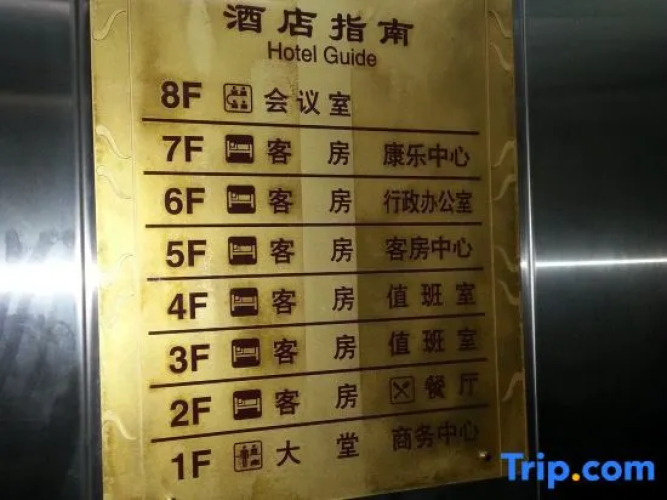 酒店指南
Hotel Guide
8F 会议室
7F 客房 康乐中心
6F 客房 行政办公室
5F 客房 客房中心
4F 客房 值班室
3F 客房 值班室
2F 客房 餐厅
1F 大堂 商务中心
Trip.com